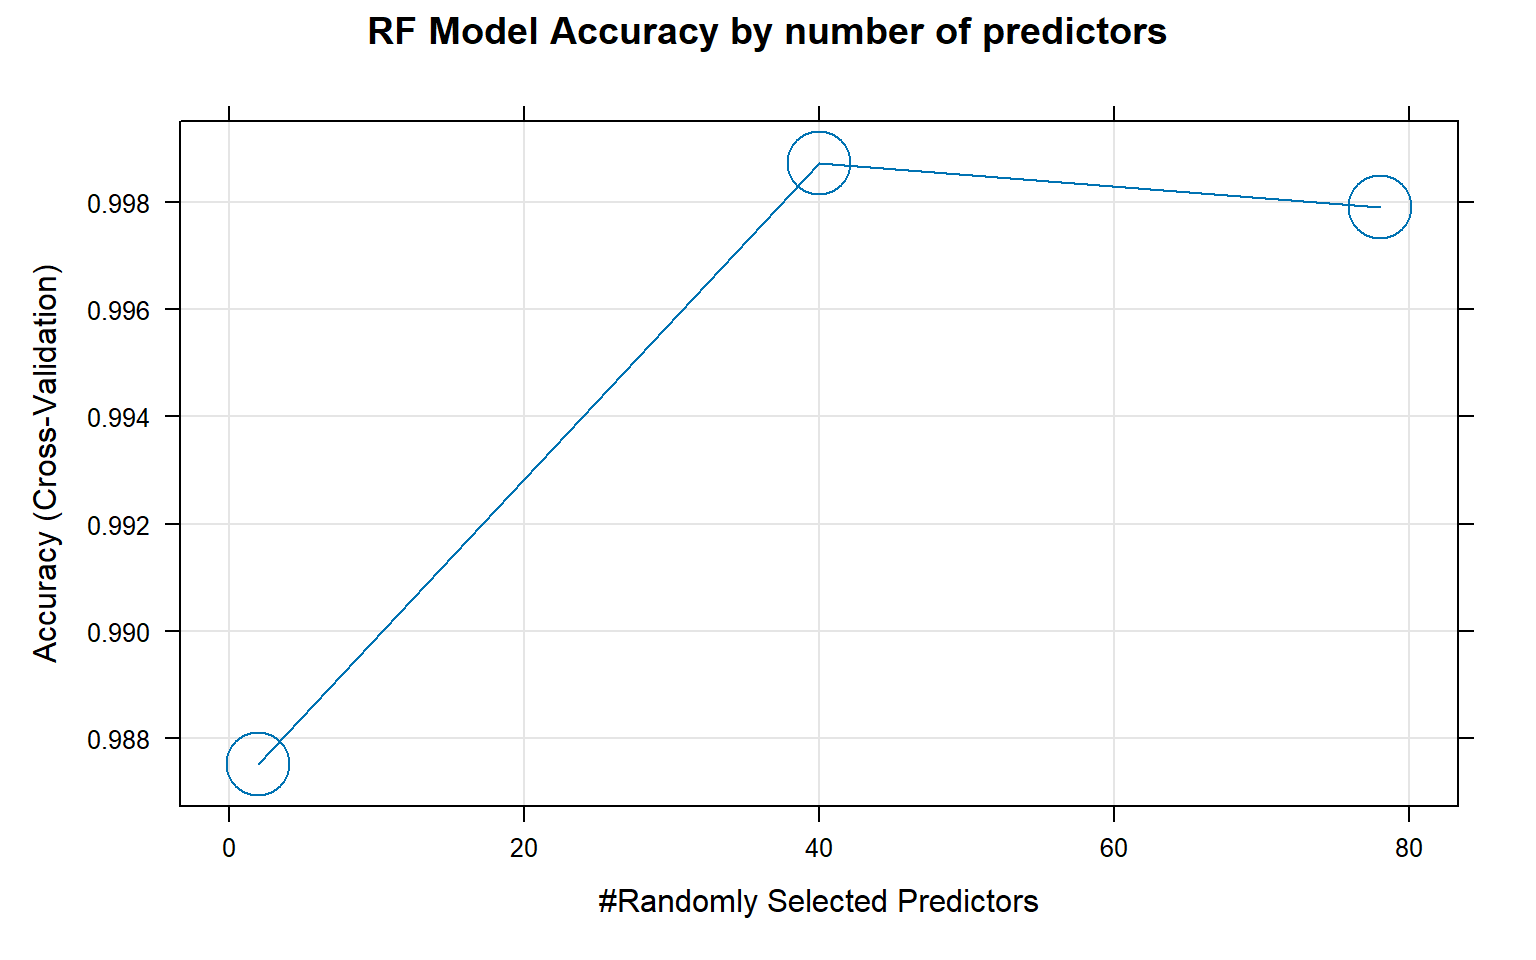 RF Model Accuracy by number of predictors
Accuracy (Cross-Validation)
0.998
0.996
0.994
0.992
0.990
0.988
0 20 40 60 80
#Randomly Selected Predictors